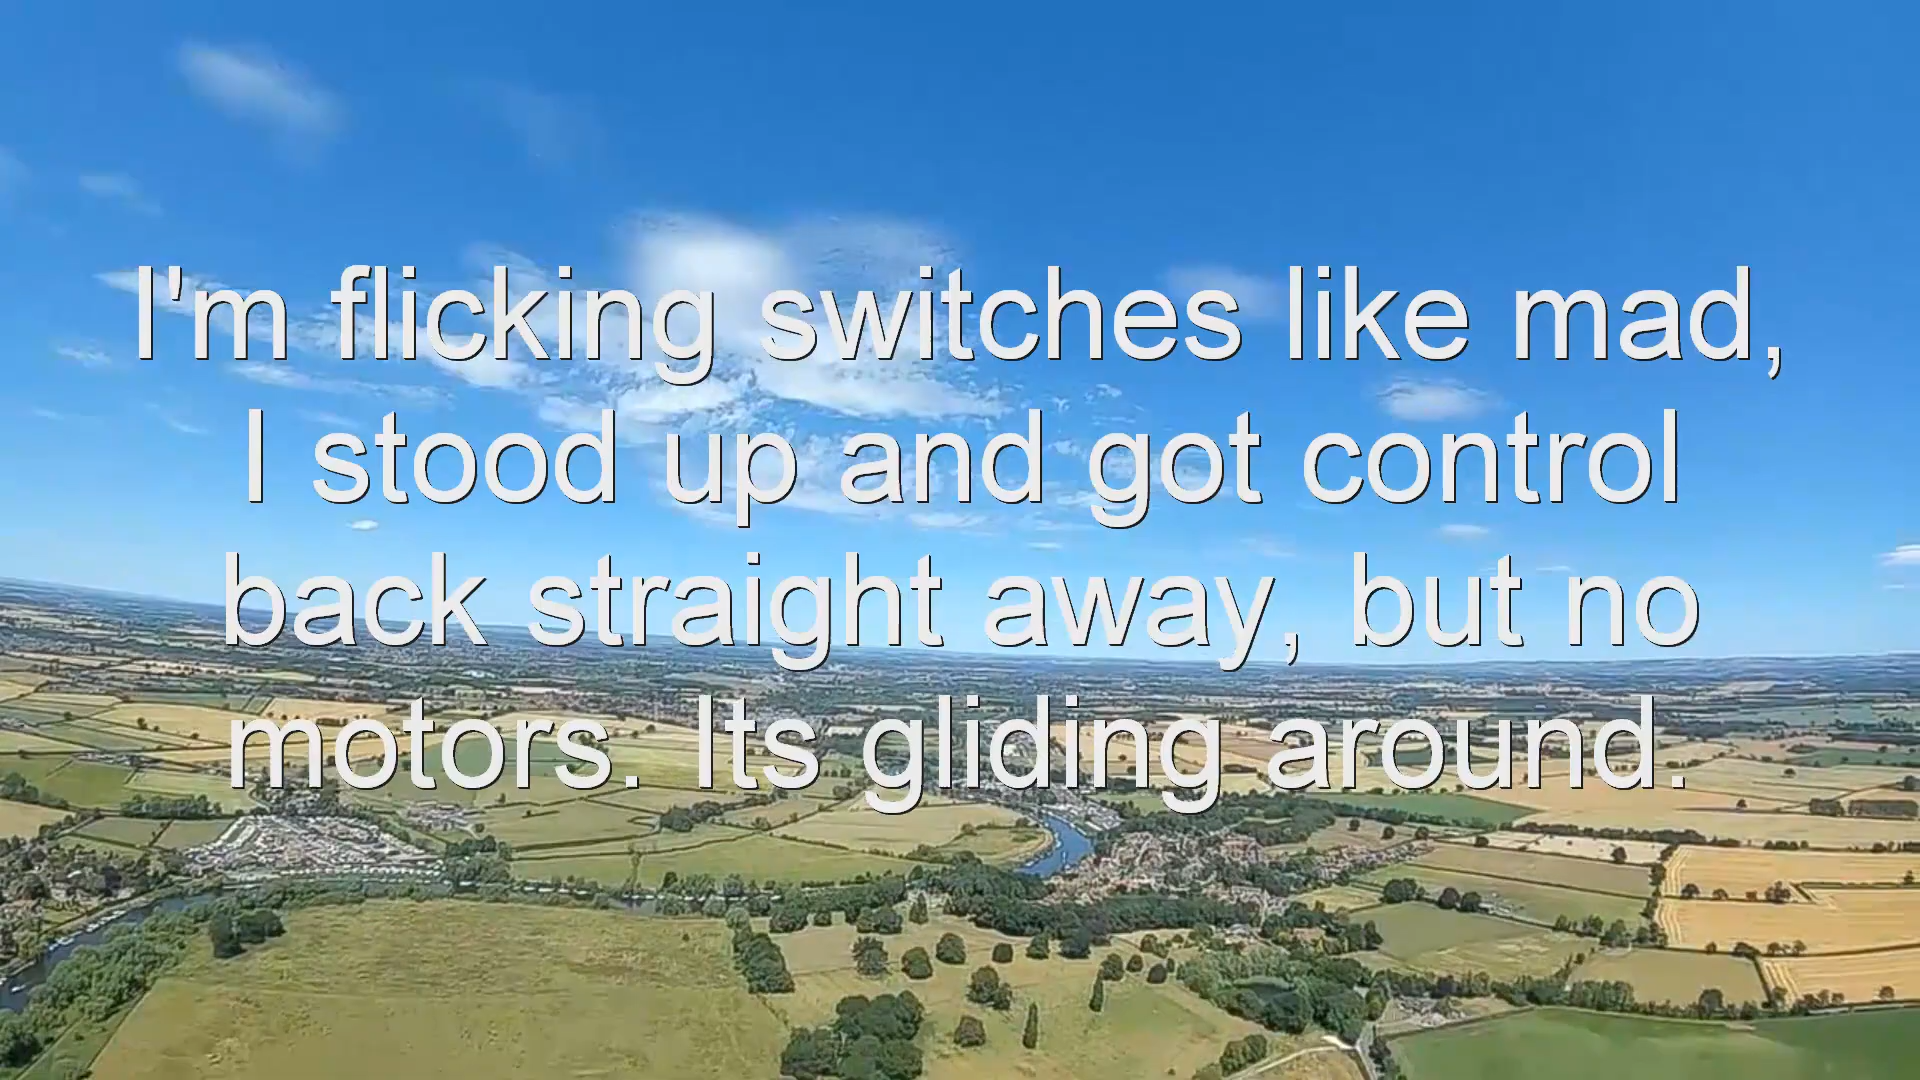 I'm flicking switches like mad,
I stood up and got control
back straight away, but no
motors. Its gliding around.